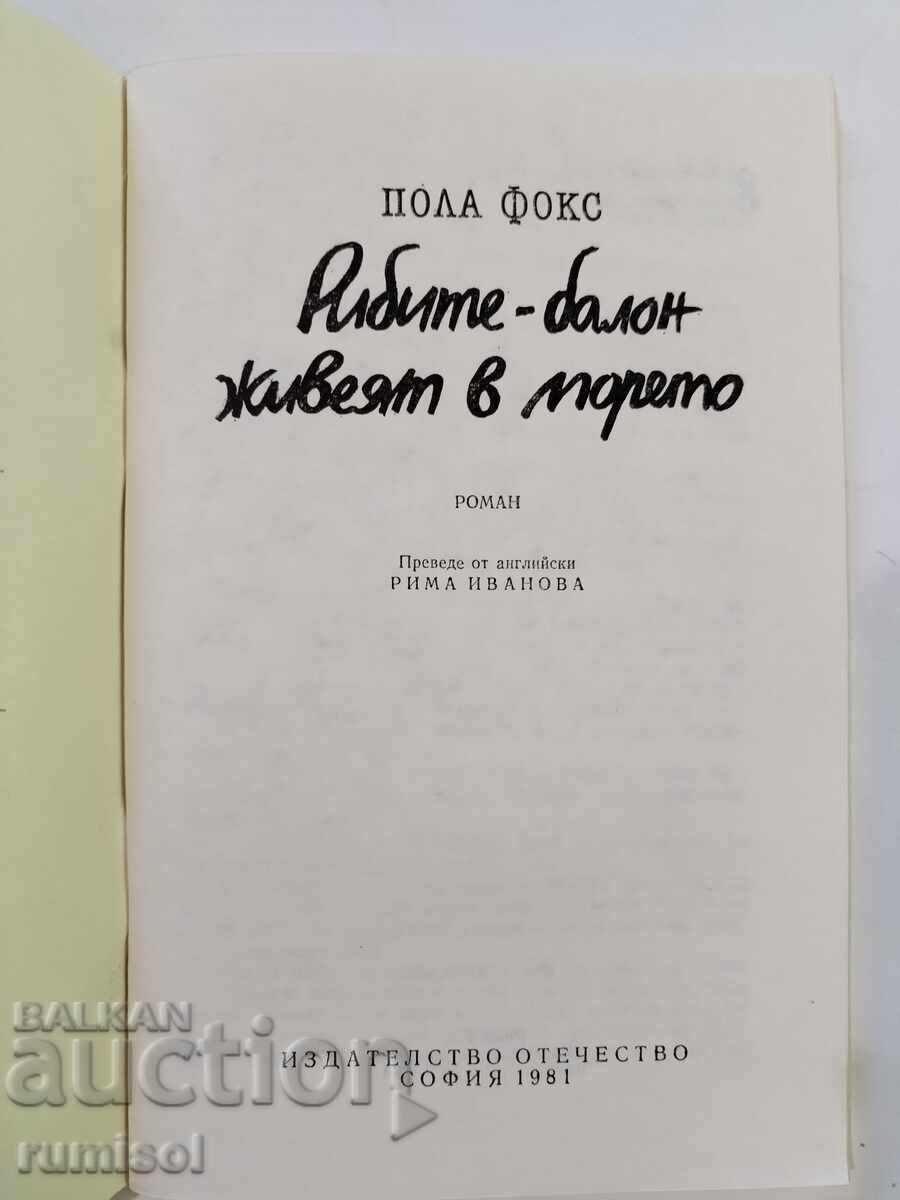 ПОЛА ФОКС
Рибите-балон
живеят в морето
РОМАН
Преведе от английски
РИМА ИВАНОВА
ИЗДАТЕЛСТВО ОТЕЧЕСТВО
СОФИЯ 1981
BALKAN
auction
rumisol